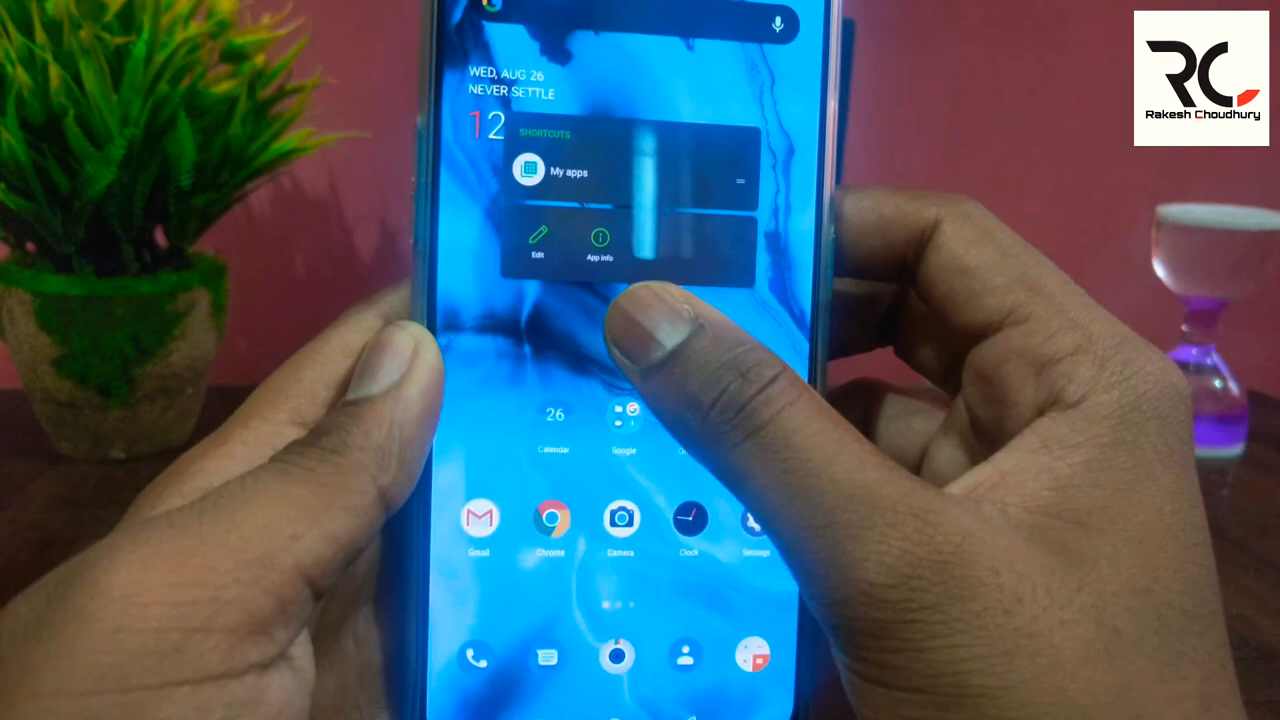 RC
Rakesh Choudhury
WED, AUG 26
NEVER SETTLE
12
SHORTCUTS
My apps
Edit
App info
26
Calendar
Google
Gmail
Chrome
Camera
Clock
Settings